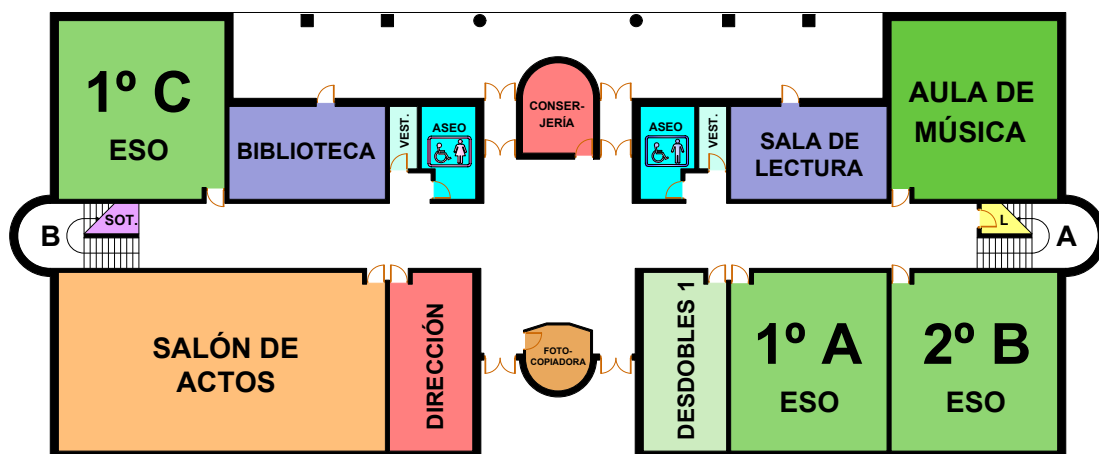 1º C
ESO
BIBLIOTECA
VEST.
ASEO
CONSER-
JERÍA
ASEO
VEST.
SALA DE
LECTURA
AULA DE
MÚSICA
B
SOT.
L
A
SALÓN DE
ACTOS
DIRECCIÓN
FOTO-
COPIADORA
DESDOBLES 1
1º A
ESO
2º B
ESO